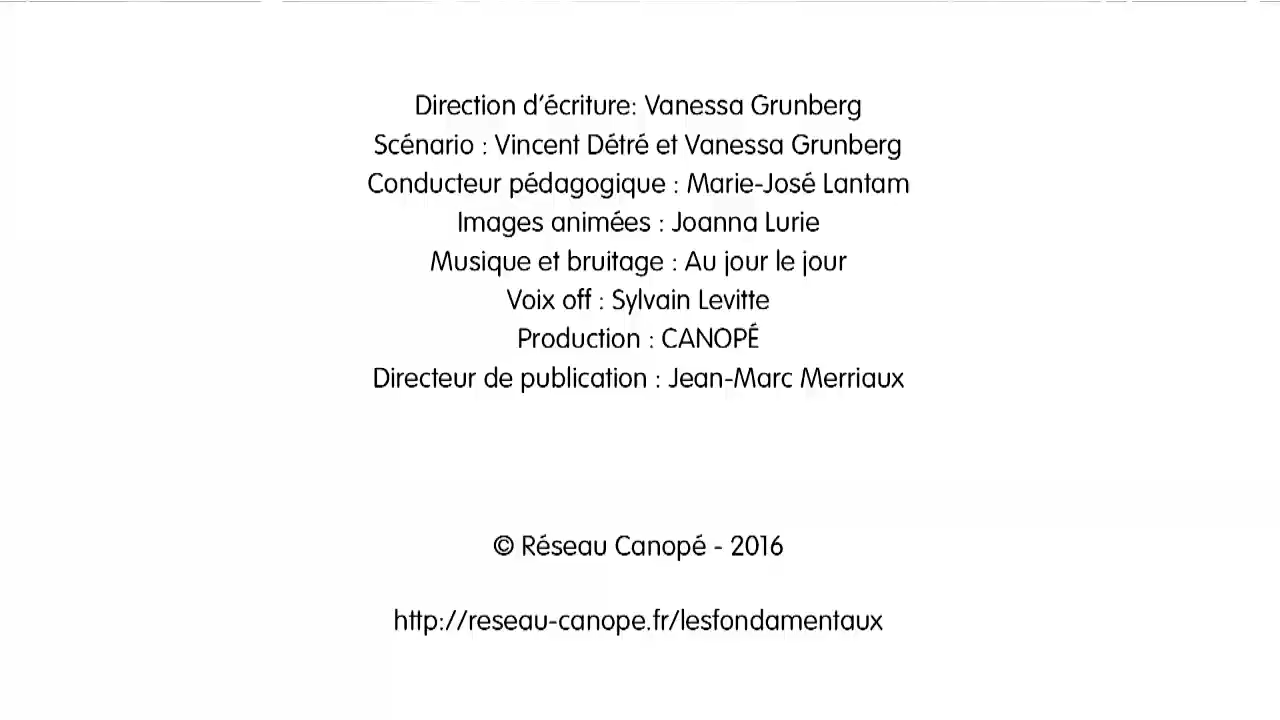 Direction d’écriture: Vanessa Grunberg
Scénario : Vincent Détré et Vanessa Grunberg
Conducteur pédagogique : Marie-José Lantam
Images animées : Joanna Lurie
Musique et bruitage : Au jour le jour
Voix off : Sylvain Levitte
Production : CANOPÉ
Directeur de publication : Jean-Marc Merriaux
© Réseau Canopé - 2016
http://reseau-canope.fr/lesfondamentaux